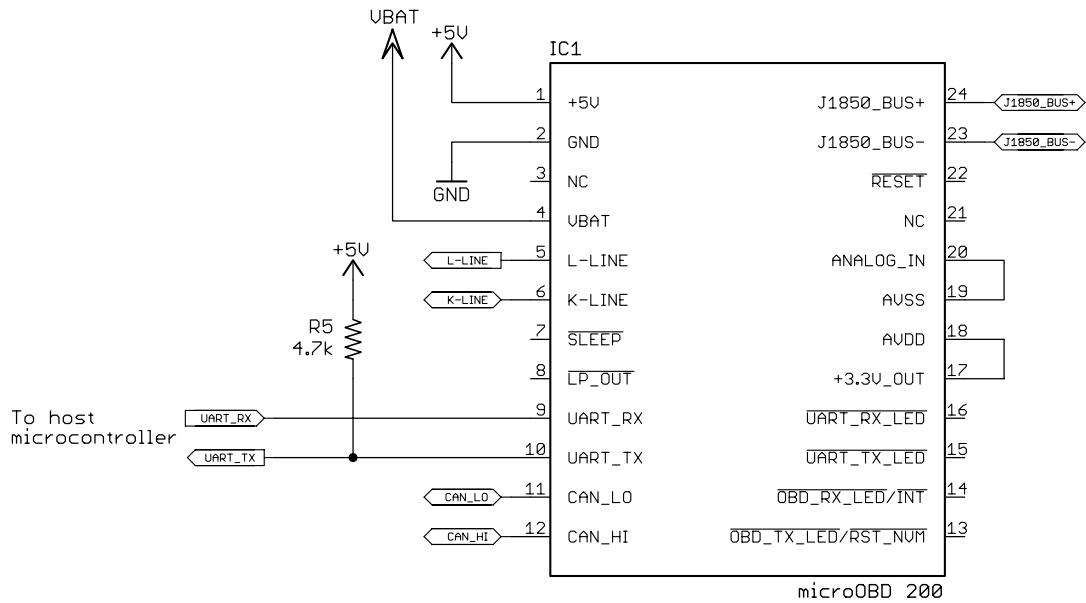 VBAT
+5V
IC1
1
+5V
J1850_BUS+
24
J1850_BUS+
2
GND
J1850_BUS-
23
J1850_BUS-
3
NC
RESET
22
GND
4
VBAT
NC
21
+5V
L-LINE
5
L-LINE
ANALOG_IN
20
K-LINE
6
K-LINE
AVSS
19
R5
4.7k
7
SLEEP
AVDD
18
8
LP_OUT
+3.3V_OUT
17
To host
microcontroller
UART_RX
9
UART_RX
UART_RX_LED
16
UART_TX
10
UART_TX
UART_TX_LED
15
CAN_LO
11
CAN_LO
OBD_RX_LED/INT
14
CAN_HI
12
CAN_HI
OBD_TX_LED/RST_NVM
13
microOBD 200